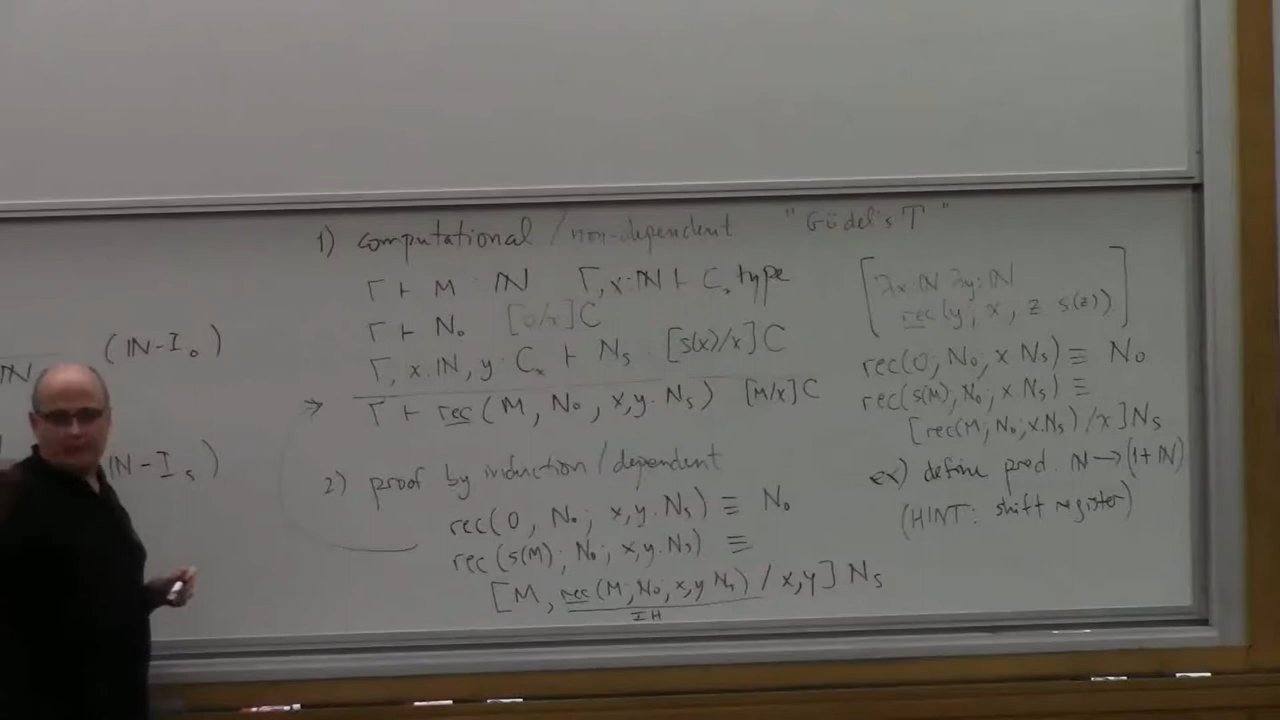 1) computational / non-dependent "Gödel's T"
Γ ⊢ M : ℕ Γ, x:ℕ ⊢ Cₓ type
Γ ⊢ N₀ : [0/x]C
Γ, x:ℕ, y:Cₓ ⊢ Nₛ : [s(x)/x]C
→ Γ ⊢ rec(M, N₀, x,y.Nₛ) : [M/x]C
2) proof by induction / dependent
rec(0, N₀; x,y.Nₛ) ≡ N₀
rec(s(M); N₀; x,y.Nₛ) ≡
[M, rec(M; N₀, x,y.Nₛ) / x,y] Nₛ
IH
[λx:ℕ λy:ℕ
rec(y; x, z.s(z))]
rec(0; N₀; x.Nₛ) ≡ N₀
rec(s(M); N₀; x.Nₛ) ≡
[rec(M; N₀; x.Nₛ)/x]Nₛ
ex) define pred. ℕ → (1+ℕ)
(HINT: shift register)
ℕ (ℕ-I₀)
(ℕ-Iₛ)